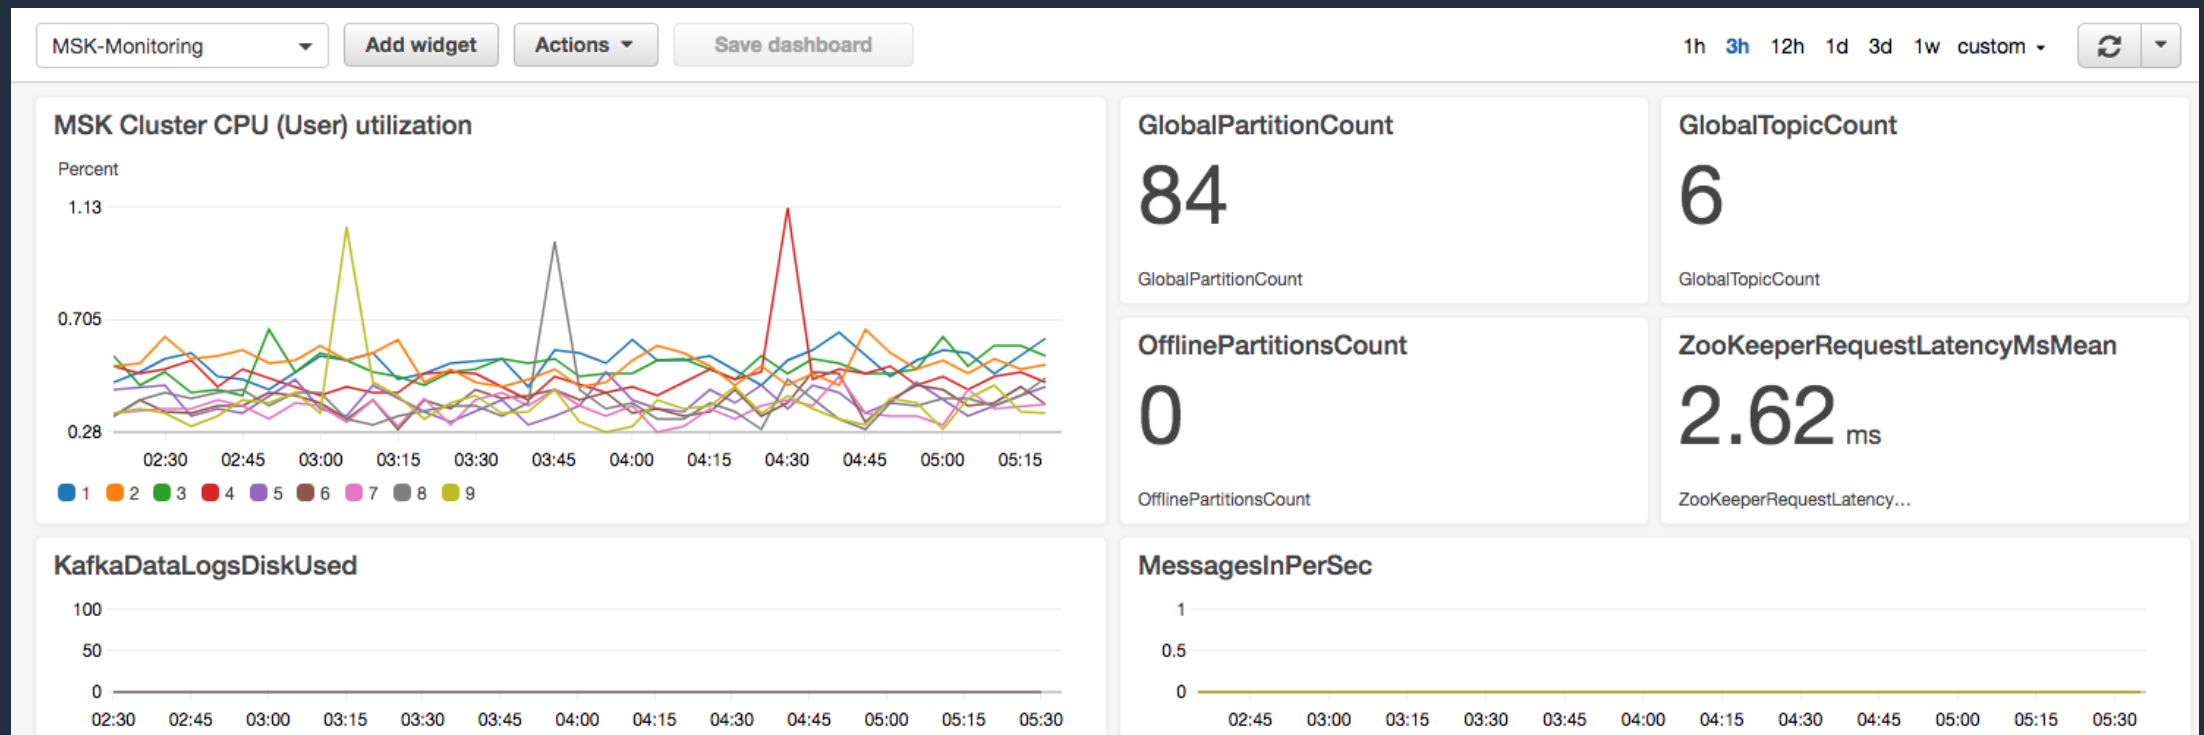 MSK-Monitoring Add widget Actions Save dashboard 1h 3h 12h 1d 3d 1w custom
MSK Cluster CPU (User) utilization
Percent
1.13
0.705
0.28
02:30 02:45 03:00 03:15 03:30 03:45 04:00 04:15 04:30 04:45 05:00 05:15
1 2 3 4 5 6 7 8 9
GlobalPartitionCount
84
GlobalPartitionCount
GlobalTopicCount
6
GlobalTopicCount
OfflinePartitionsCount
0
OfflinePartitionsCount
ZooKeeperRequestLatencyMsMean
2.62 ms
ZooKeeperRequestLatency...
KafkaDataLogsDiskUsed
100
50
0
02:30 02:45 03:00 03:15 03:30 03:45 04:00 04:15 04:30 04:45 05:00 05:15 05:30
MessagesInPerSec
1
0.5
0
02:45 03:00 03:15 03:30 03:45 04:00 04:15 04:30 04:45 05:00 05:15 05:30